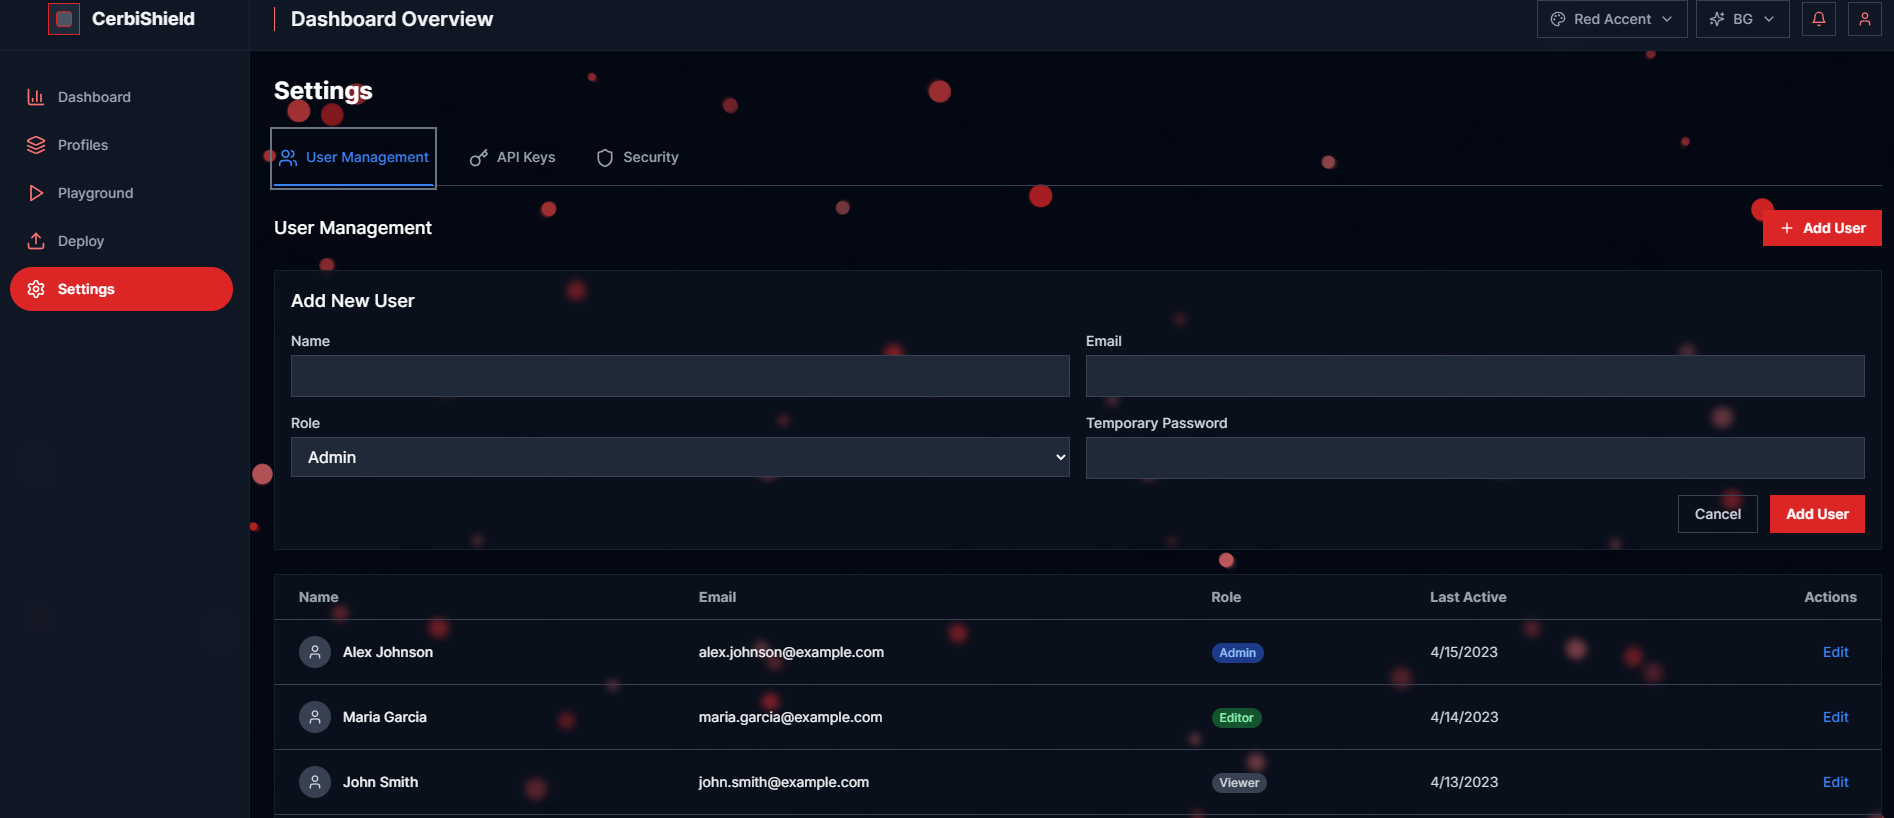 CerbiShield
Dashboard Overview
Red Accent
BG
Dashboard
Profiles
Playground
Deploy
Settings
Settings
User Management
API Keys
Security
User Management
+ Add User
Add New User
Name
Email
Role
Temporary Password
Admin
Cancel
Add User
Name Email Role Last Active Actions
Alex Johnson alex.johnson@example.com Admin 4/15/2023 Edit
Maria Garcia maria.garcia@example.com Editor 4/14/2023 Edit
John Smith john.smith@example.com Viewer 4/13/2023 Edit